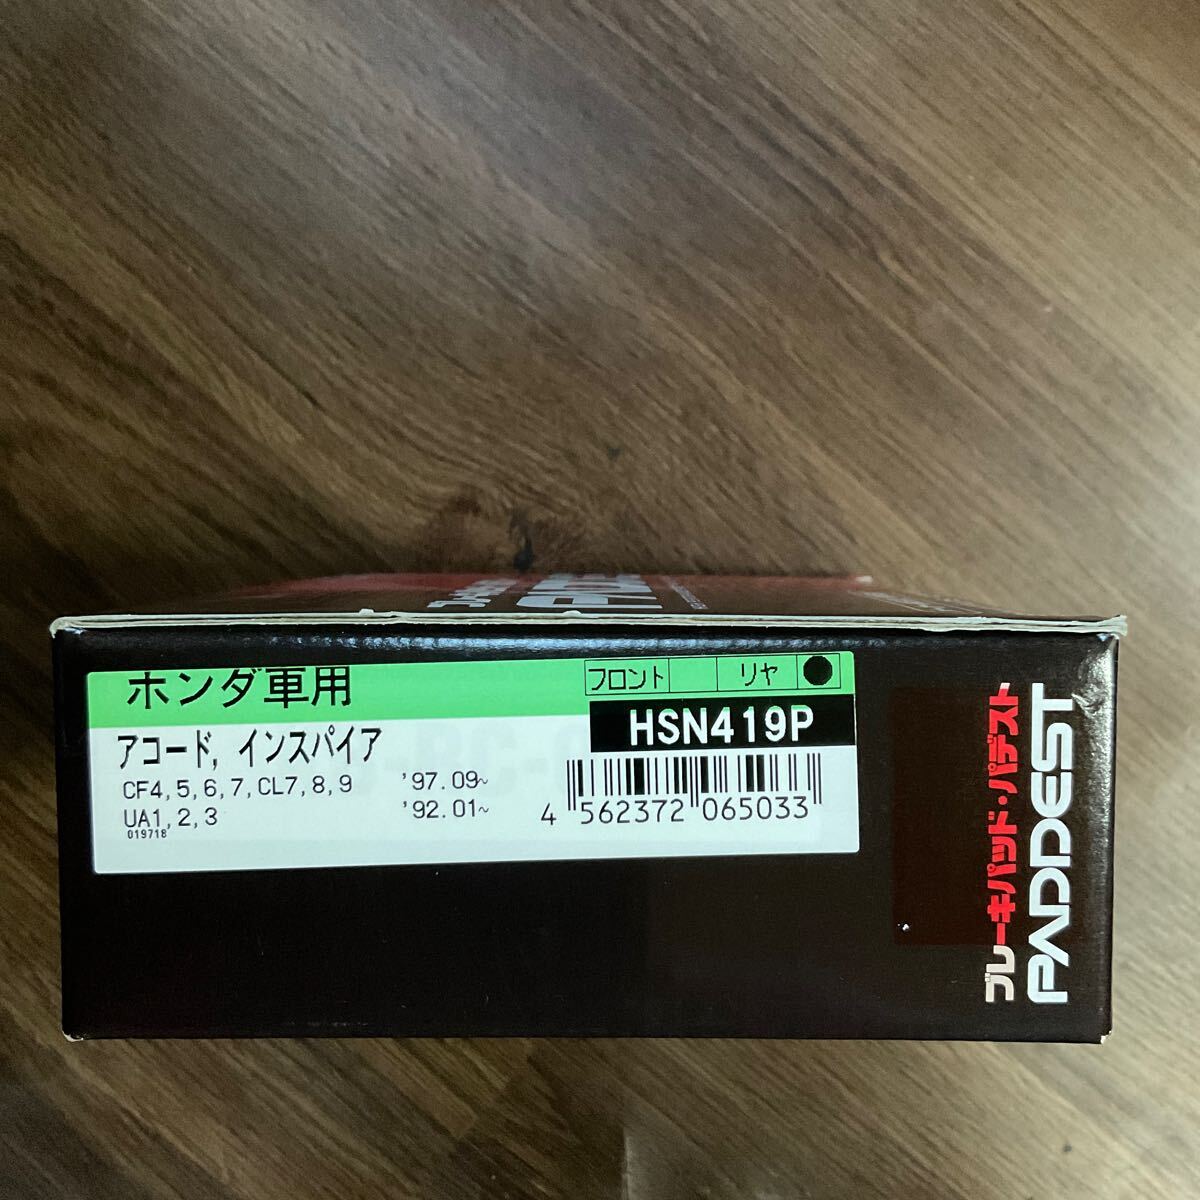 ホンダ車用
フロント リヤ ●
HSN419P
アコード, インスパイア
CF4,5,6,7,CL7,8,9 '97.09~
UA1,2,3 '92.01~
019718
4 562372 065033
ブレーキパッド・パデスト
PADDEST